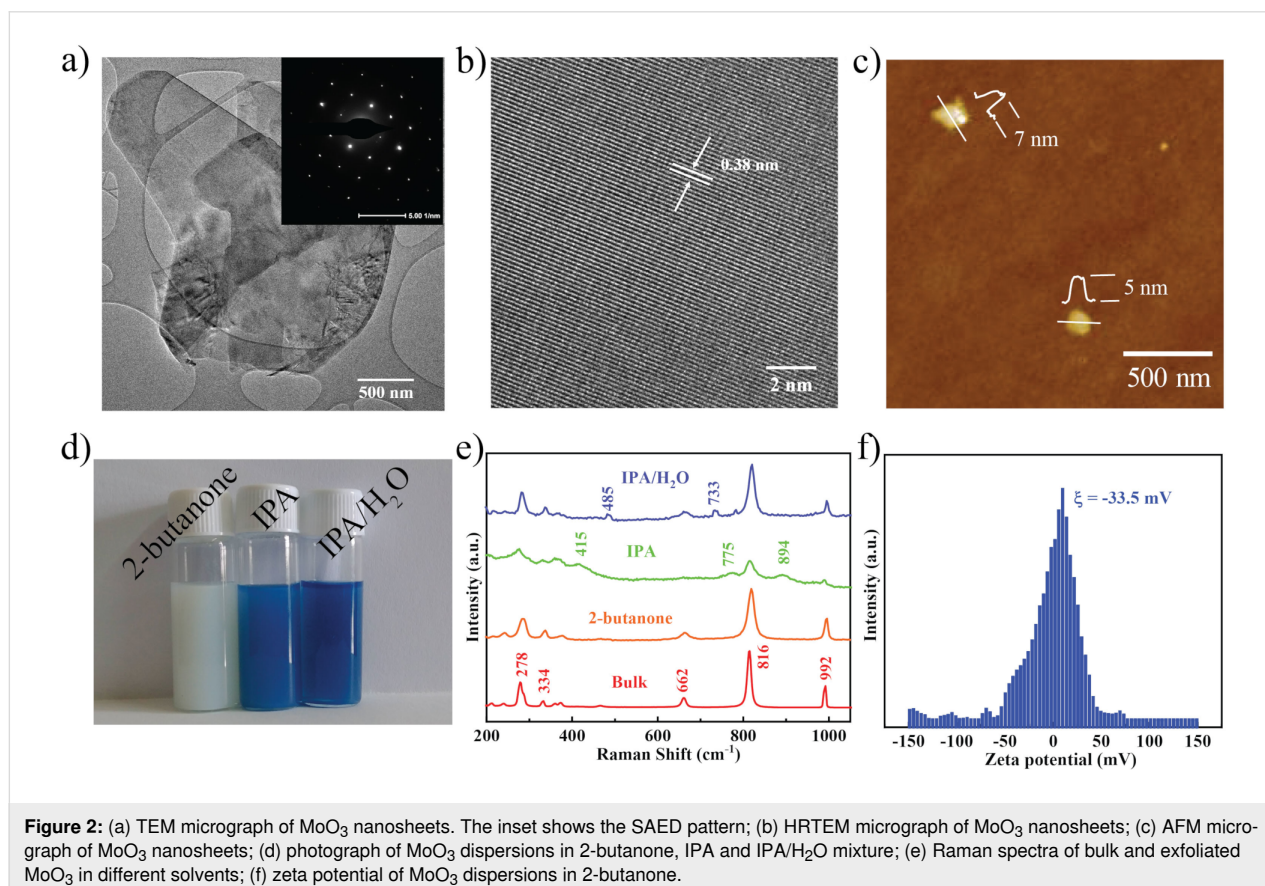 a)
5.00 1/nm
500 nm
b)
0.38 nm
2 nm
c)
7 nm
5 nm
500 nm
d)
2-butanone
IPA
IPA/H₂O
e)
IPA/H₂O
485
733
IPA
415
775
894
2-butanone
Bulk
278
334
662
816
992
Intensity (a.u.)
200 400 600 800 1000
Raman Shift (cm⁻¹)
f)
ξ = -33.5 mV
Intensity (a.u.)
-150 -100 -50 0 50 100 150
Zeta potential (mV)
Figure 2: (a) TEM micrograph of MoO₃ nanosheets. The inset shows the SAED pattern; (b) HRTEM micrograph of MoO₃ nanosheets; (c) AFM micro-
graph of MoO₃ nanosheets; (d) photograph of MoO₃ dispersions in 2-butanone, IPA and IPA/H₂O mixture; (e) Raman spectra of bulk and exfoliated
MoO₃ in different solvents; (f) zeta potential of MoO₃ dispersions in 2-butanone.